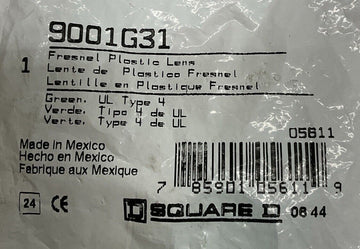 9001G31
1
Fresnel Plastic Lens
Lente de Plastico Fresnel
Lentille en Plastique Fresnel
Green. UL Type 4
Verde. Tipo 4 de UL
Verte. Type 4 de UL
05611
Made in Mexico
Hecho en Mexico
Fabrique aux Mexique
7 85901 05611 9
24 CE
D SQUARE D 06 44